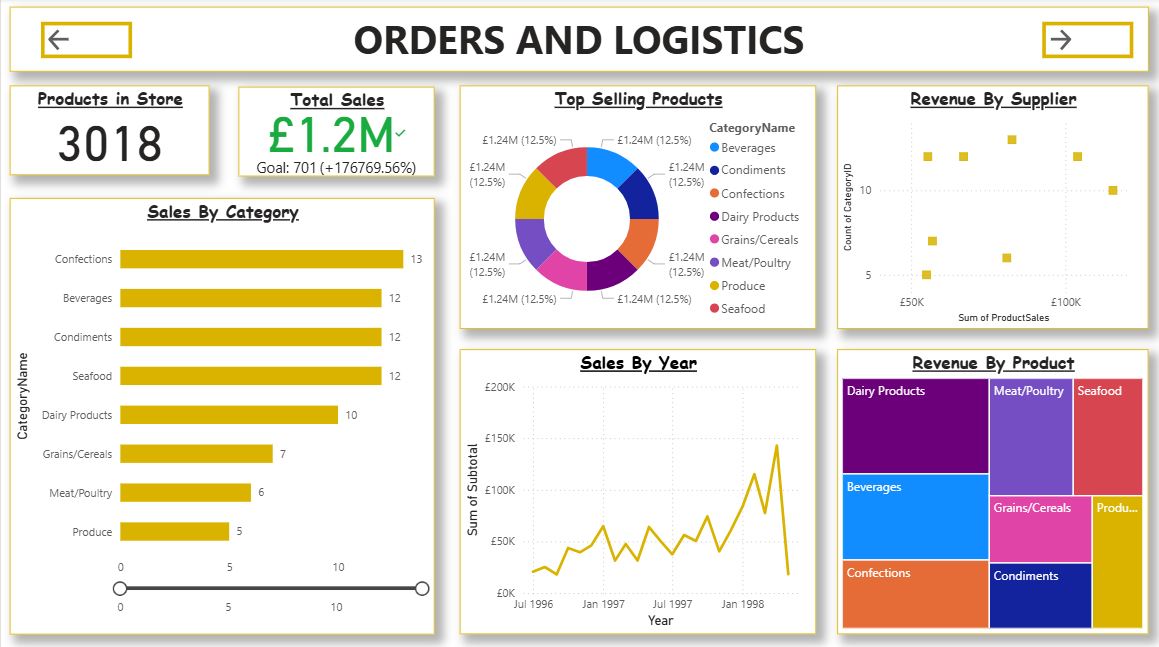 ORDERS AND LOGISTICS
Products in Store
3018
Total Sales
£1.2M
Goal: 701 (+176769.56%)
Sales By Category
CategoryName
Confections
13
Beverages
12
Condiments
12
Seafood
12
Dairy Products
10
Grains/Cereals
7
Meat/Poultry
6
Produce
5
0
5
10
0
5
10
Top Selling Products
£1.24M (12.5%)
£1.24M (12.5%)
£1.24M
(12.5%)
£1.24M
(12.5%)
£1.24M
(12.5%)
£1.24M
(12.5%)
£1.24M (12.5%)
£1.24M (12.5%)
CategoryName
Beverages
Condiments
Confections
Dairy Products
Grains/Cereals
Meat/Poultry
Produce
Seafood
Revenue By Supplier
Count of CategoryID
10
5
£50K
£100K
Sum of ProductSales
Sales By Year
Sum of Subtotal
£200K
£150K
£100K
£50K
£0K
Jul 1996
Jan 1997
Jul 1997
Jan 1998
Year
Revenue By Product
Dairy Products
Meat/Poultry
Seafood
Beverages
Grains/Cereals
Produ...
Confections
Condiments